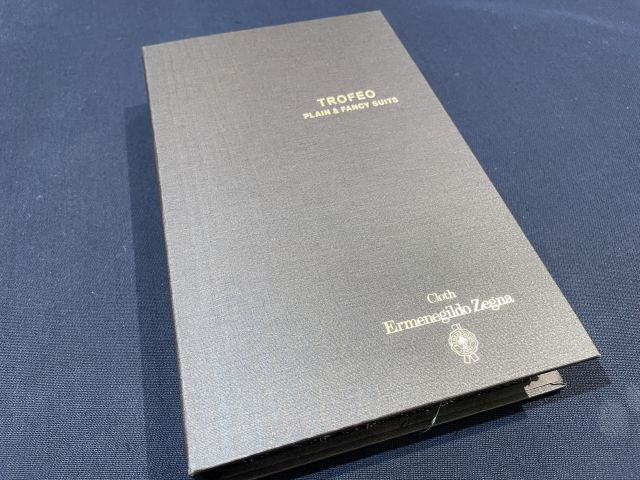 TROFEO
PLAIN & FANCY SUITS
Cloth
Ermenegildo Zegna